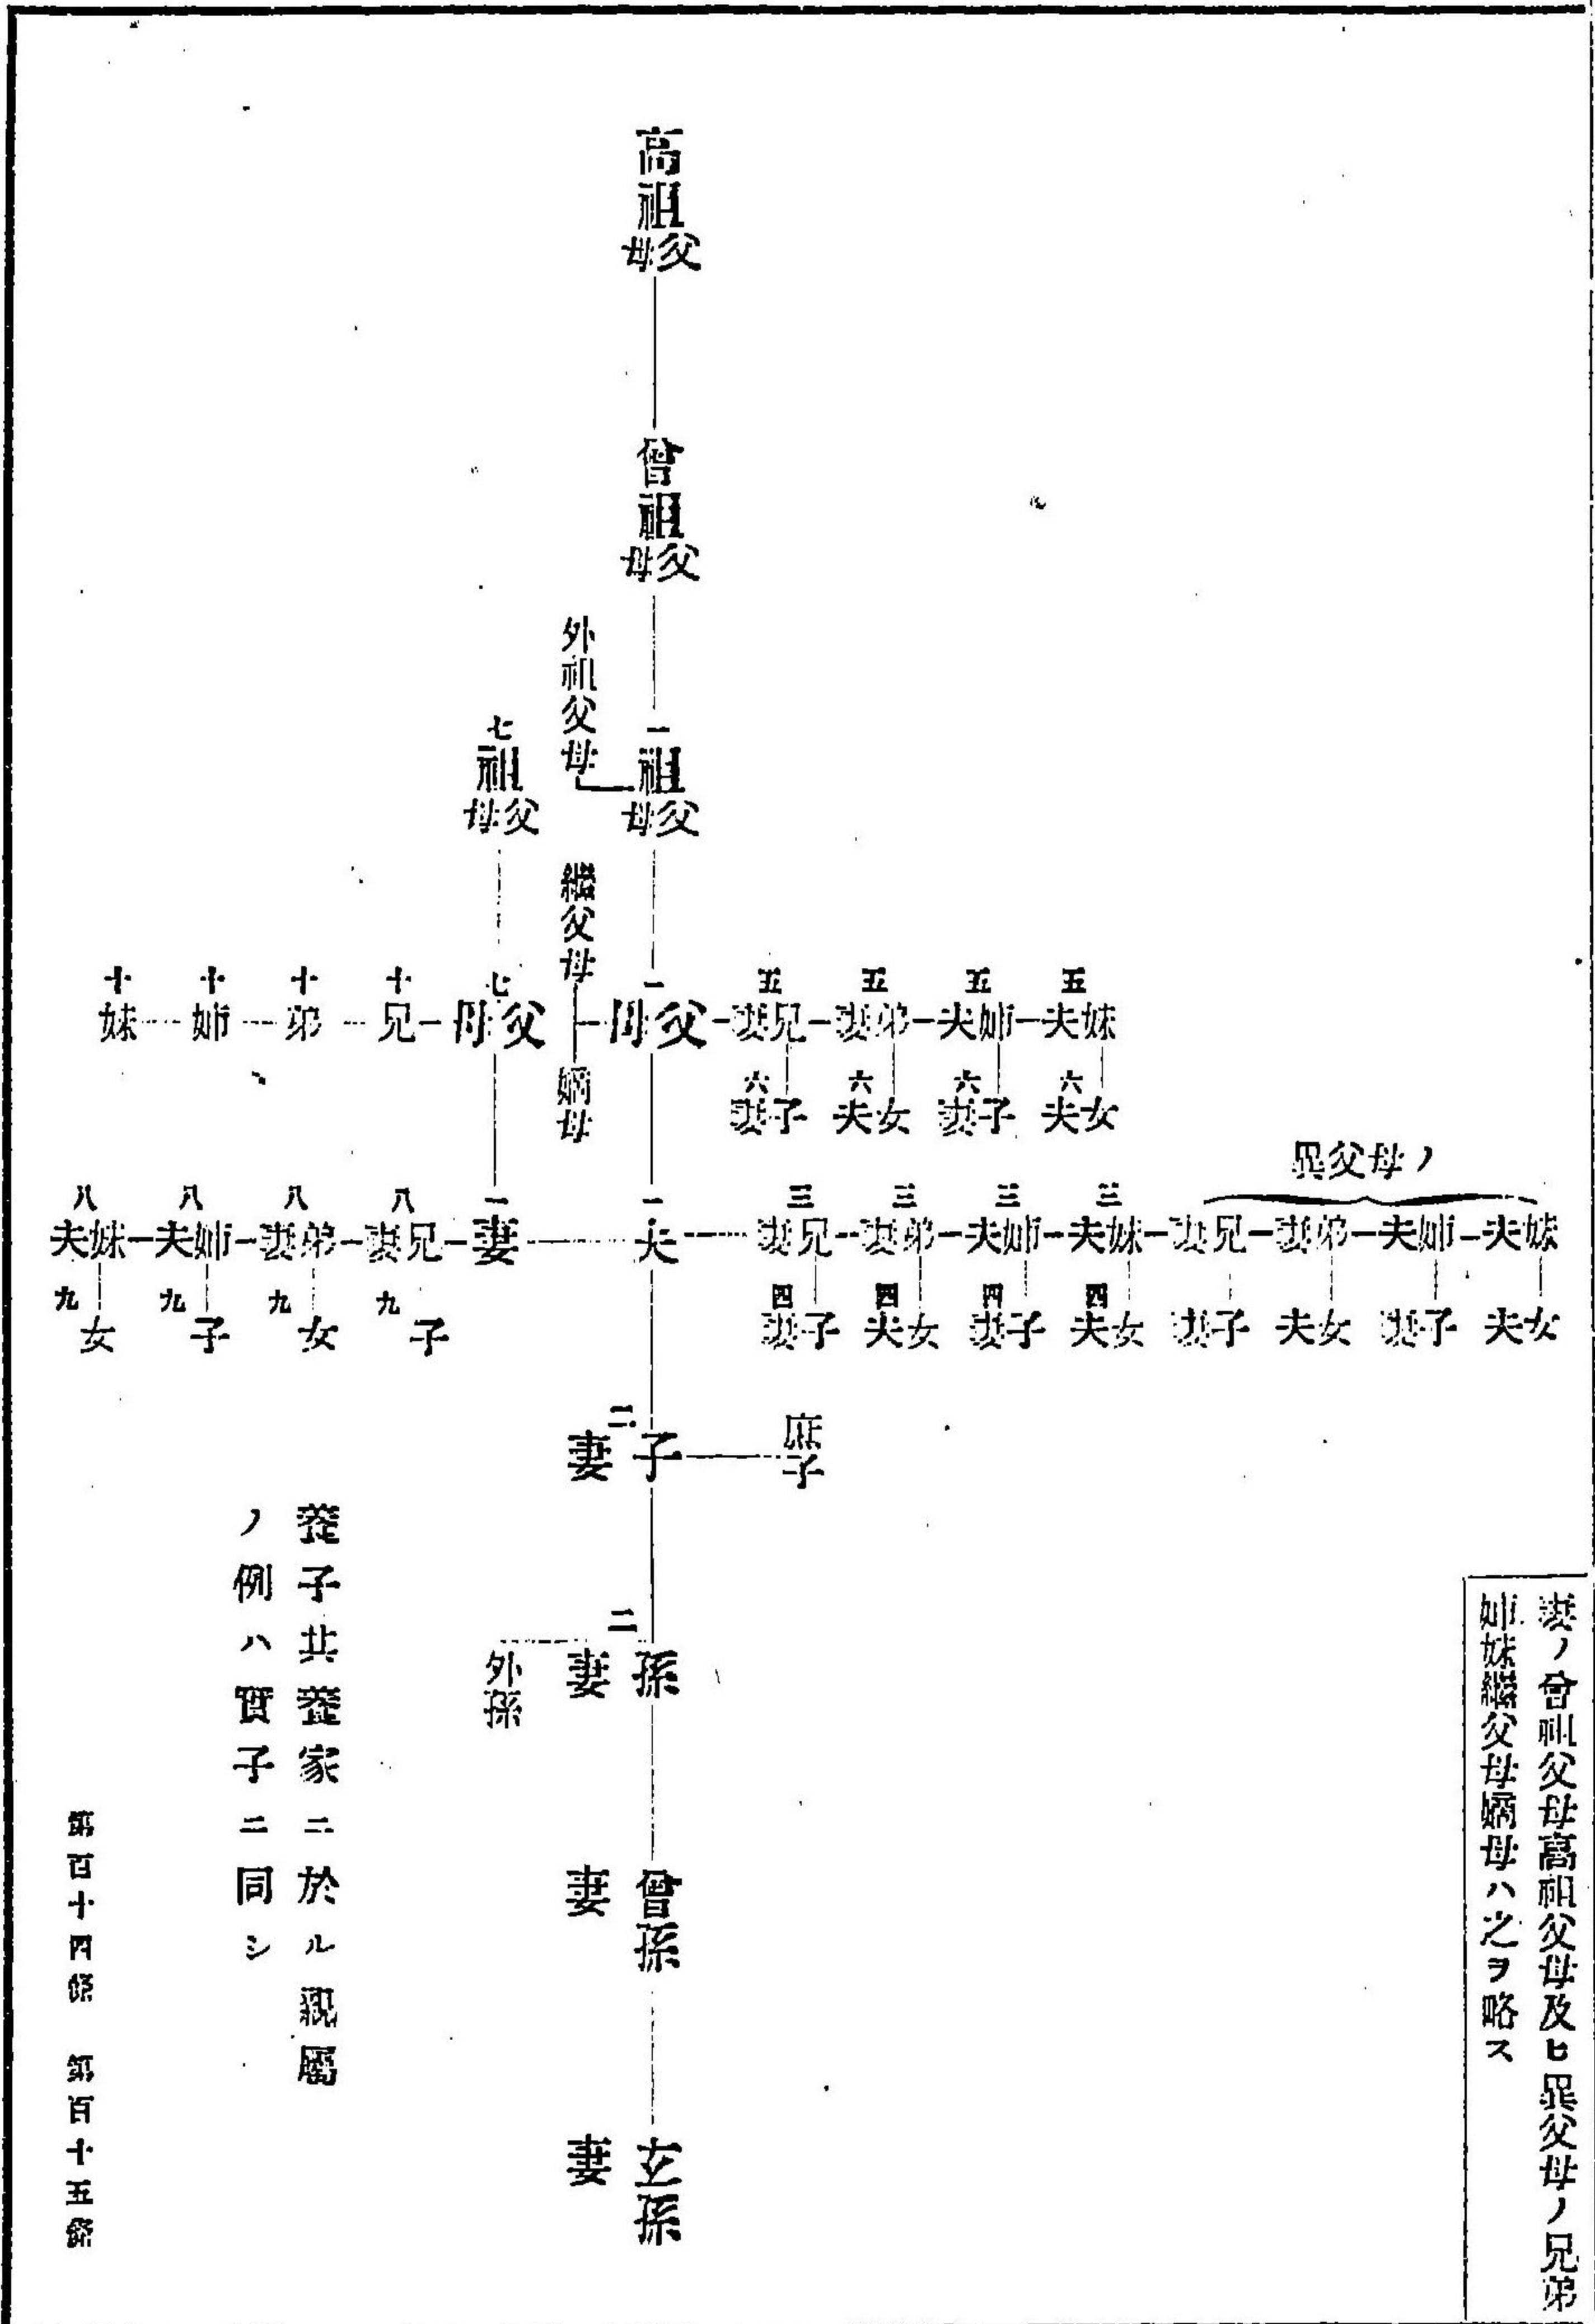 妻ノ曾祖父母高祖父母及ヒ異父母ノ兄弟
姉妹繼父母嫡母ハ之ヲ略ス
高祖父母
曾祖父母
外祖父母
一 祖父母
七 祖父母
繼父母
嫡母
五 妹夫
五 姉夫
五 弟妻
五 兄妻
一 父母
七 父母
十 兄
十 弟
十 姉
十 妹
六 女夫
六 子妻
六 女夫
六 子妻
異父母ノ
妹夫
姉夫
弟妻
兄妻
三 妹夫
三 姉夫
三 弟妻
三 兄妻
一 夫
一 妻
八 兄妻
八 弟妻
八 姉夫
八 妹夫
女夫
子妻
女夫
子妻
四 女夫
四 子妻
四 女夫
四 子妻
九 子
九 女
九 子
九 女
庶子
二 子妻
二 孫妻
外孫
曾孫妻
玄孫妻
養子其養家ニ於ル親屬
ノ例ハ實子ニ同シ
第百十四條 第百十五條